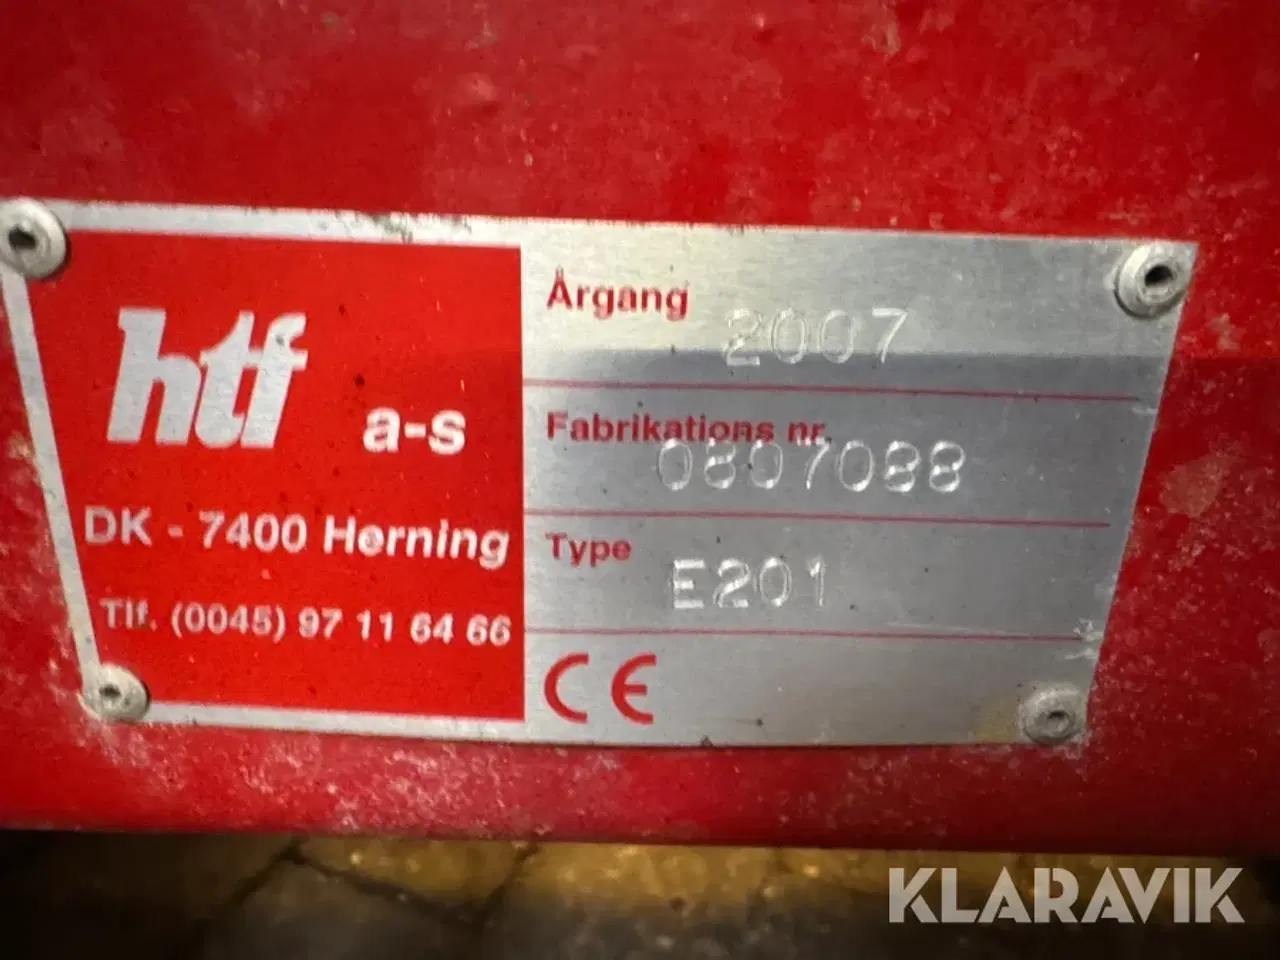 htf a-s
DK - 7400 Herning
Tlf. (0045) 97 11 64 66
Årgang 2007
Fabrikations nr. 0807088
Type E201
CE
KLARAVIK